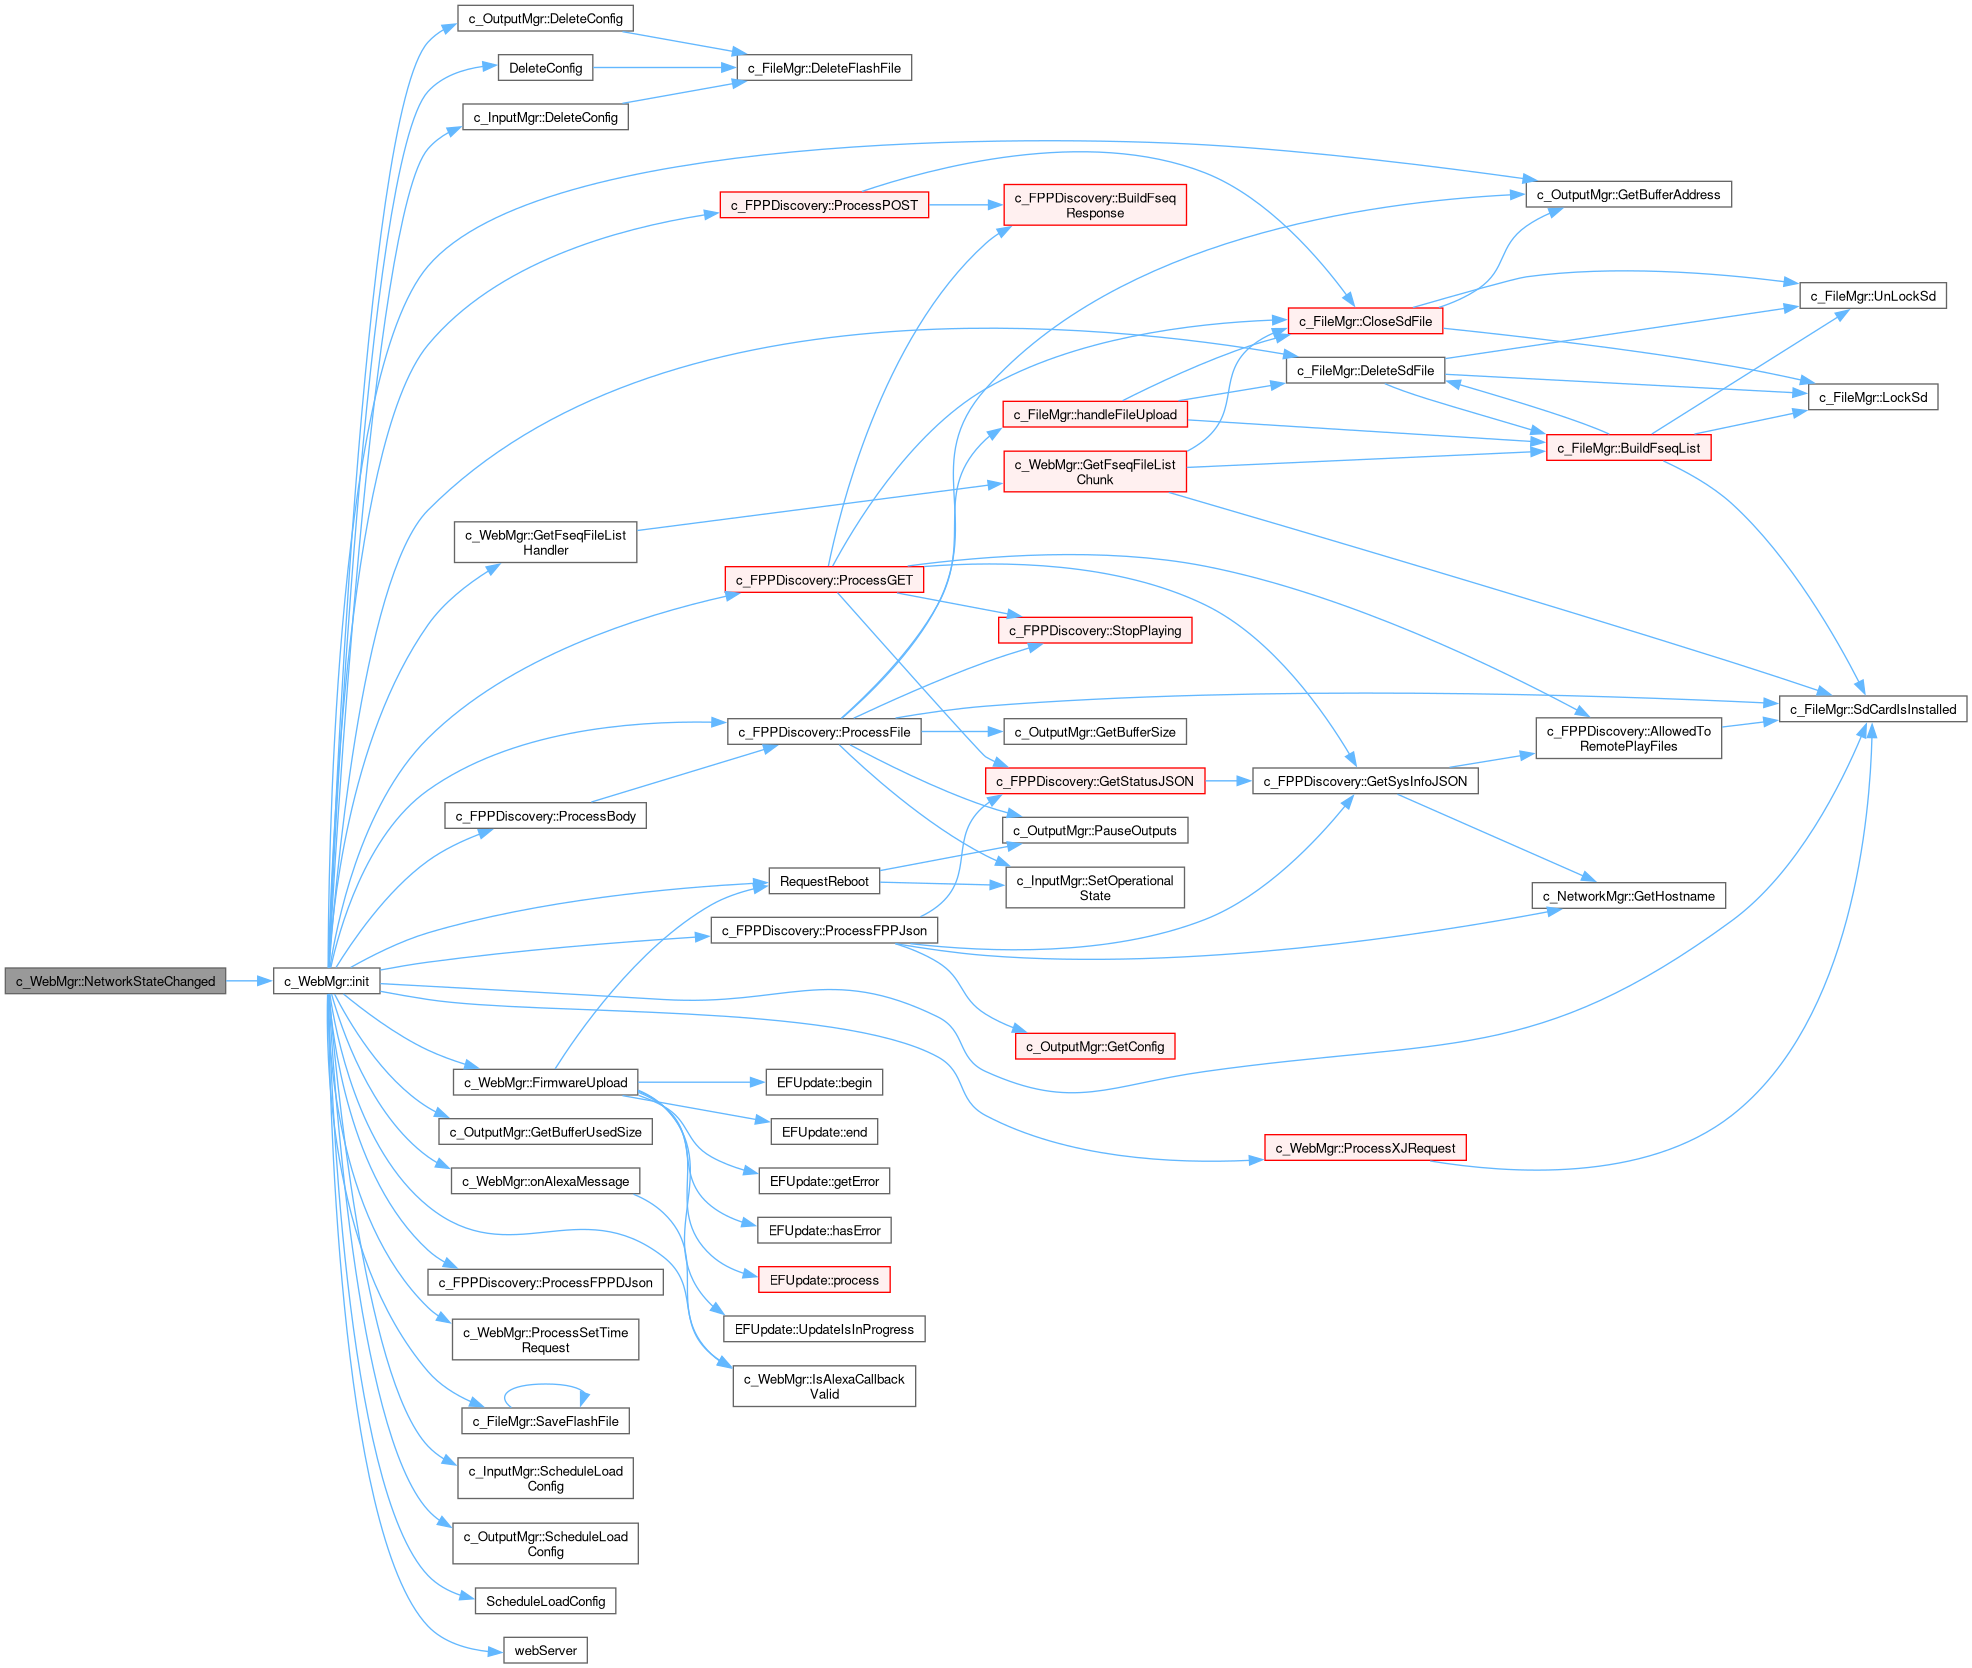 c_OutputMgr::DeleteConfig
DeleteConfig
c_FileMgr::DeleteFlashFile
c_InputMgr::DeleteConfig
c_FPPDiscovery::ProcessPOST
c_FPPDiscovery::BuildFseq
Response
c_OutputMgr::GetBufferAddress
c_FileMgr::UnLockSd
c_FileMgr::CloseSdFile
c_FileMgr::DeleteSdFile
c_FileMgr::LockSd
c_FileMgr::handleFileUpload
c_FileMgr::BuildFseqList
c_WebMgr::GetFseqFileList
Chunk
c_WebMgr::GetFseqFileList
Handler
c_FPPDiscovery::ProcessGET
c_FPPDiscovery::StopPlaying
c_FileMgr::SdCardIsInstalled
c_FPPDiscovery::ProcessFile
c_OutputMgr::GetBufferSize
c_FPPDiscovery::AllowedTo
RemotePlayFiles
c_FPPDiscovery::GetStatusJSON
c_FPPDiscovery::GetSysInfoJSON
c_FPPDiscovery::ProcessBody
c_OutputMgr::PauseOutputs
RequestReboot
c_InputMgr::SetOperational
State
c_NetworkMgr::GetHostname
c_FPPDiscovery::ProcessFPPJson
c_WebMgr::NetworkStateChanged
c_WebMgr::init
c_OutputMgr::GetConfig
c_WebMgr::FirmwareUpload
EFUpdate::begin
c_OutputMgr::GetBufferUsedSize
EFUpdate::end
c_WebMgr::ProcessXJRequest
c_WebMgr::onAlexaMessage
EFUpdate::getError
EFUpdate::hasError
c_FPPDiscovery::ProcessFPPDJson
EFUpdate::process
c_WebMgr::ProcessSetTime
Request
EFUpdate::UpdateIsInProgress
c_WebMgr::IsAlexaCallback
Valid
c_FileMgr::SaveFlashFile
c_InputMgr::ScheduleLoad
Config
c_OutputMgr::ScheduleLoad
Config
ScheduleLoadConfig
webServer